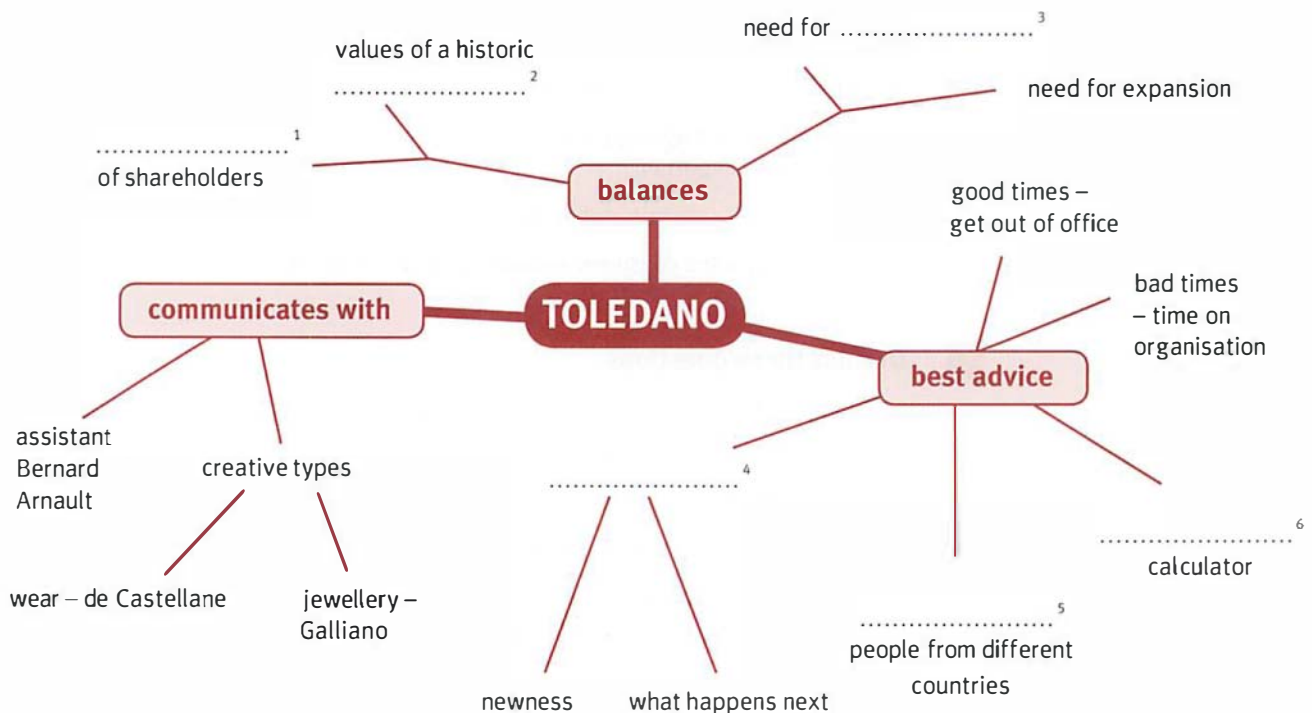 need for ................................ 3
values of a historic
........................ 2
need for expansion
........................ 1
of shareholders
balances
good times –
get out of office
bad times
– time on
organisation
communicates with
TOLEDANO
best advice
assistant
Bernard
Arnault
creative types
........................ 4
........................ 6
calculator
wear – de Castellane
jewellery –
Galliano
........................ 5
people from different
countries
newness
what happens next